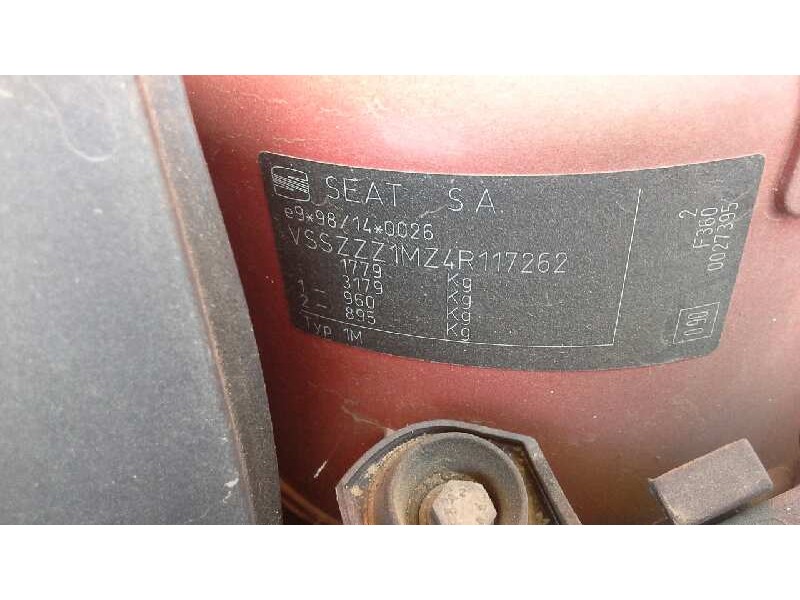 SEAT S.A.
e9*98/14*0026
VSSZZZ1MZ4R117262
1779 Kg
1 - 3179 Kg
2 - 960 Kg
895 Kg
TYP 1M
2
F360
0027395
090